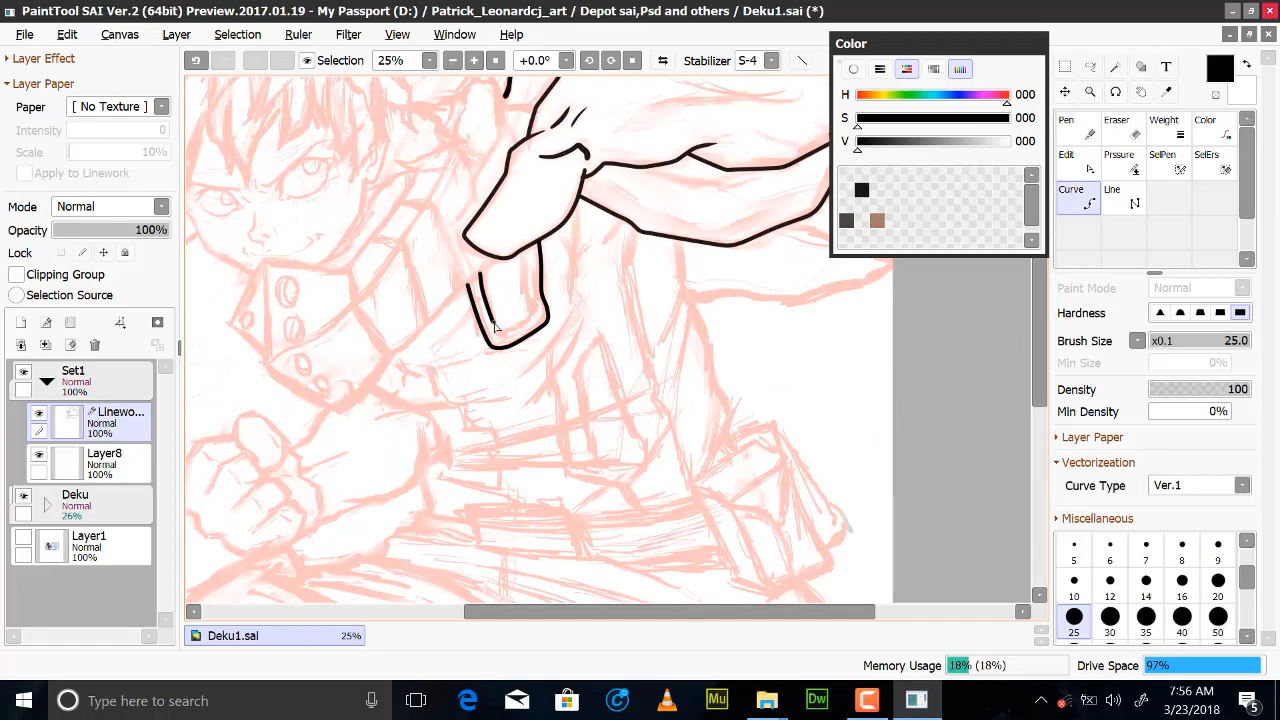 PaintTool SAI Ver.2 (64bit) Preview.2017.01.19 - My Passport (D:) / Patrick_Leonardcj_art / Depot sai,Psd and others / Deku1.sai (*)
File Edit Canvas Layer Selection Ruler Filter View Window Help
Selection 25% +0.0° Stabilizer S-4
Layer Effect
Layer Paper
Paper [ No Texture ]
Intensity 0
Scale 10%
Apply to Linework
Mode Normal
Opacity 100%
Lock
Clipping Group
Selection Source
Set1
Normal
100%
Linewo...
Normal
100%
Layer8
Normal
100%
Deku
Normal
26%
Layer1
Normal
100%
Color
H 000
S 000
V 000
T
Pen Eraser Weight Color
Edit Prssure SelPen SelErs
Curve Line
Paint Mode Normal
Hardness
Brush Size x0.1 25.0
Min Size 0%
Density 100
Min Density 0%
Layer Paper
Vectorizeation
Curve Type Ver.1
Miscellaneous
5 6 7 8 9
10 12 14 16 20
25 30 35 40 50
Deku1.sai 25%
Memory Usage 18% (18%) Drive Space 97%
Type here to search
Mu
Dw
7:56 AM
3/23/2018
5